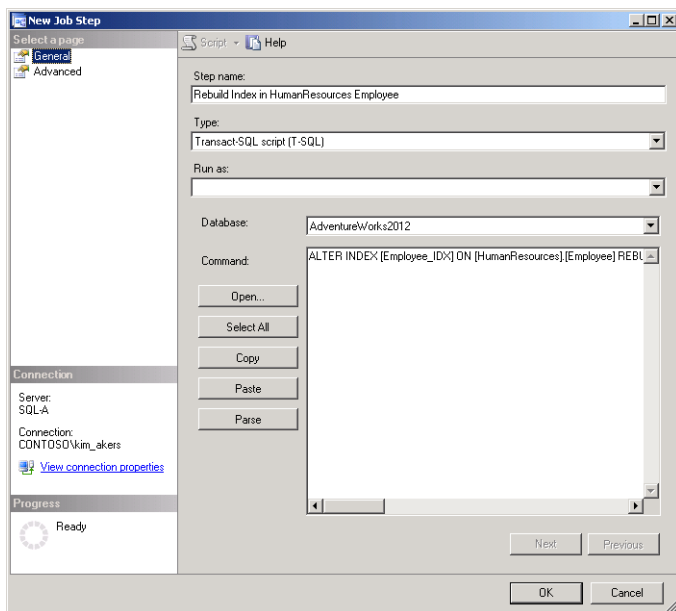 New Job Step
Select a page
General
Advanced
Script
Help
Step name:
Rebuild Index in HumanResources Employee
Type:
Transact-SQL script (T-SQL)
Run as:
Database:
AdventureWorks2012
Command:
ALTER INDEX [Employee_IDX] ON [HumanResources].[Employee] REBU
Open...
Select All
Copy
Paste
Parse
Connection
Server:
SQL-A
Connection:
CONTOSO\kim_akers
View connection properties
Progress
Ready
Next
Previous
OK
Cancel